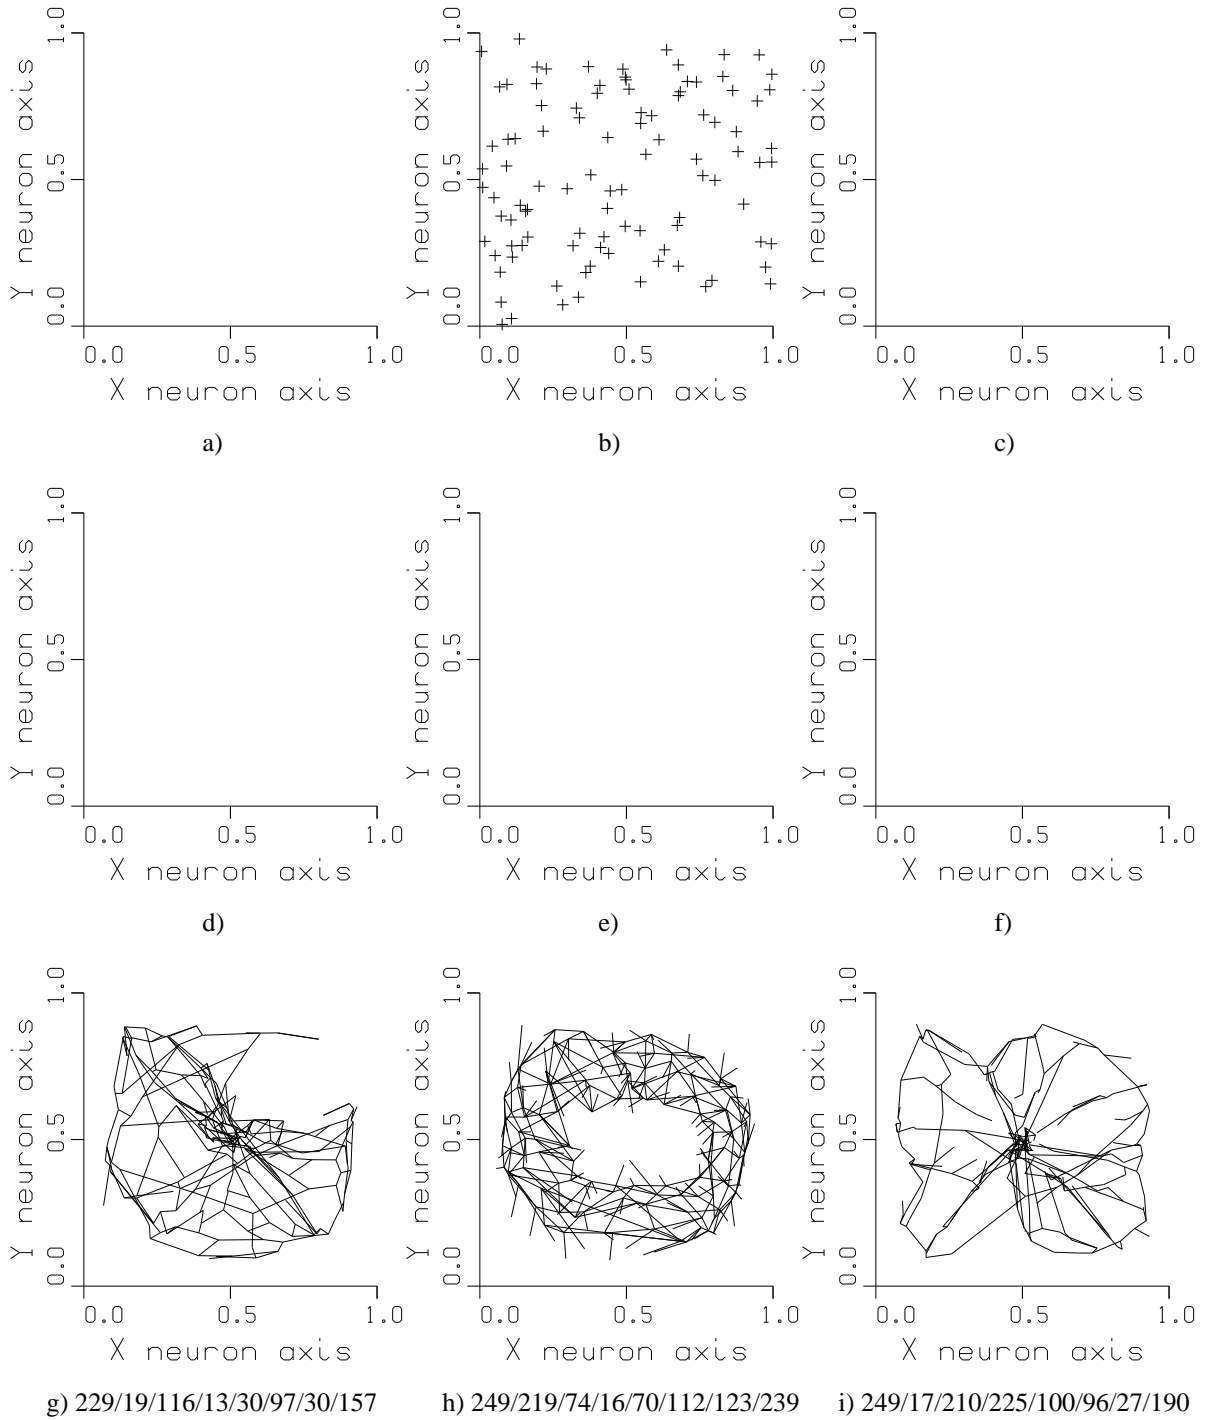 1.0 1.0 1.0
0.5 0.5 0.5
0.0 0.0 0.0
Y neuron axis Y neuron axis Y neuron axis
0.0 0.5 1.0 0.0 0.5 1.0 0.0 0.5 1.0
X neuron axis X neuron axis X neuron axis
a) b) c)
1.0 1.0 1.0
0.5 0.5 0.5
0.0 0.0 0.0
Y neuron axis Y neuron axis Y neuron axis
0.0 0.5 1.0 0.0 0.5 1.0 0.0 0.5 1.0
X neuron axis X neuron axis X neuron axis
d) e) f)
1.0 1.0 1.0
0.5 0.5 0.5
0.0 0.0 0.0
Y neuron axis Y neuron axis Y neuron axis
0.0 0.5 1.0 0.0 0.5 1.0 0.0 0.5 1.0
X neuron axis X neuron axis X neuron axis
g) 229/19/116/13/30/97/30/157 h) 249/219/74/16/70/112/123/239 i) 249/17/210/225/100/96/27/190